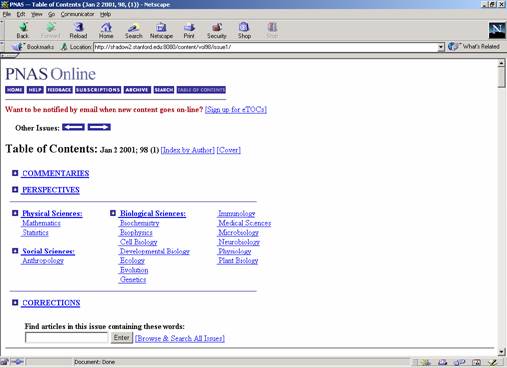 PNAS -- Table of Contents (Jan 2 2001, 98, (1)) - Netscape
File Edit View Go Communicator Help
Back Forward Reload Home Search Netscape Print Security Shop Stop
Bookmarks Location: http://shadow2.stanford.edu:8080/content/vol98/issue1/ What's Related
PNAS Online
HOME HELP FEEDBACK SUBSCRIPTIONS ARCHIVE SEARCH TABLE OF CONTENTS
Want to be notified by email when new content goes on-line? [Sign up for eTOCs]
Other Issues:
Table of Contents: Jan 2 2001; 98 (1) [Index by Author] [Cover]
COMMENTARIES
PERSPECTIVES
Physical Sciences:
Mathematics
Statistics
Social Sciences:
Anthropology
Biological Sciences:
Biochemistry
Biophysics
Cell Biology
Developmental Biology
Ecology
Evolution
Genetics
Immunology
Medical Sciences
Microbiology
Neurobiology
Physiology
Plant Biology
CORRECTIONS
Find articles in this issue containing these words:
Enter [Browse & Search All Issues]
Document: Done